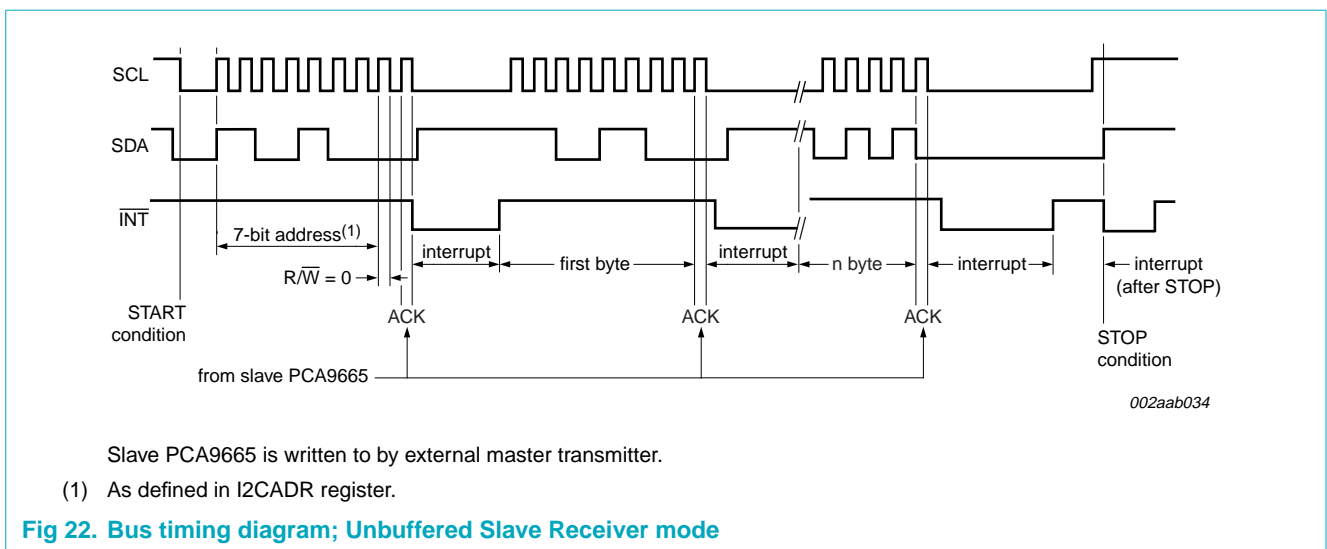 SCL
SDA
INT
7-bit address(1)
interrupt
first byte
interrupt
n byte
interrupt
interrupt
(after STOP)
R/W = 0
START
condition
ACK
ACK
ACK
STOP
condition
from slave PCA9665
002aab034
Slave PCA9665 is written to by external master transmitter.
(1) As defined in I2CADR register.
Fig 22. Bus timing diagram; Unbuffered Slave Receiver mode